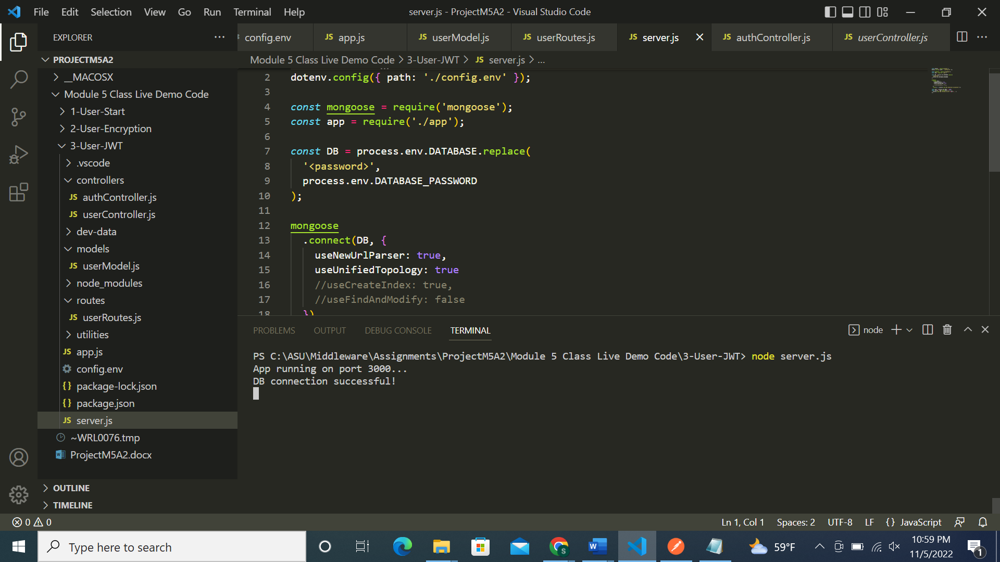 File Edit Selection View Go Run Terminal Help
server.js - ProjectM5A2 - Visual Studio Code
EXPLORER
PROJECTM5A2
__MACOSX
Module 5 Class Live Demo Code
1-User-Start
2-User-Encryption
3-User-JWT
.vscode
controllers
JS authController.js
JS userController.js
dev-data
models
JS userModel.js
node_modules
routes
JS userRoutes.js
utilities
JS app.js
config.env
{} package-lock.json
{} package.json
JS server.js
~WRL0076.tmp
ProjectM5A2.docx
OUTLINE
TIMELINE
config.env JS app.js JS userModel.js JS userRoutes.js JS server.js JS authController.js JS userController.js
Module 5 Class Live Demo Code > 3-User-JWT > JS server.js > ...
2 dotenv.config({ path: './config.env' });
3
4 const mongoose = require('mongoose');
5 const app = require('./app');
6
7 const DB = process.env.DATABASE.replace(
8 '<password>',
9 process.env.DATABASE_PASSWORD
10 );
11
12 mongoose
13 .connect(DB, {
14 useNewUrlParser: true,
15 useUnifiedTopology: true
16 //useCreateIndex: true,
17 //useFindAndModify: false
18 })
PROBLEMS OUTPUT DEBUG CONSOLE TERMINAL
node
PS C:\ASU\Middleware\Assignments\ProjectM5A2\Module 5 Class Live Demo Code\3-User-JWT> node server.js
App running on port 3000...
DB connection successful!
0 0
Ln 1, Col 1 Spaces: 2 UTF-8 LF {} JavaScript
Type here to search
W
S
59°F
10:59 PM
11/5/2022
1